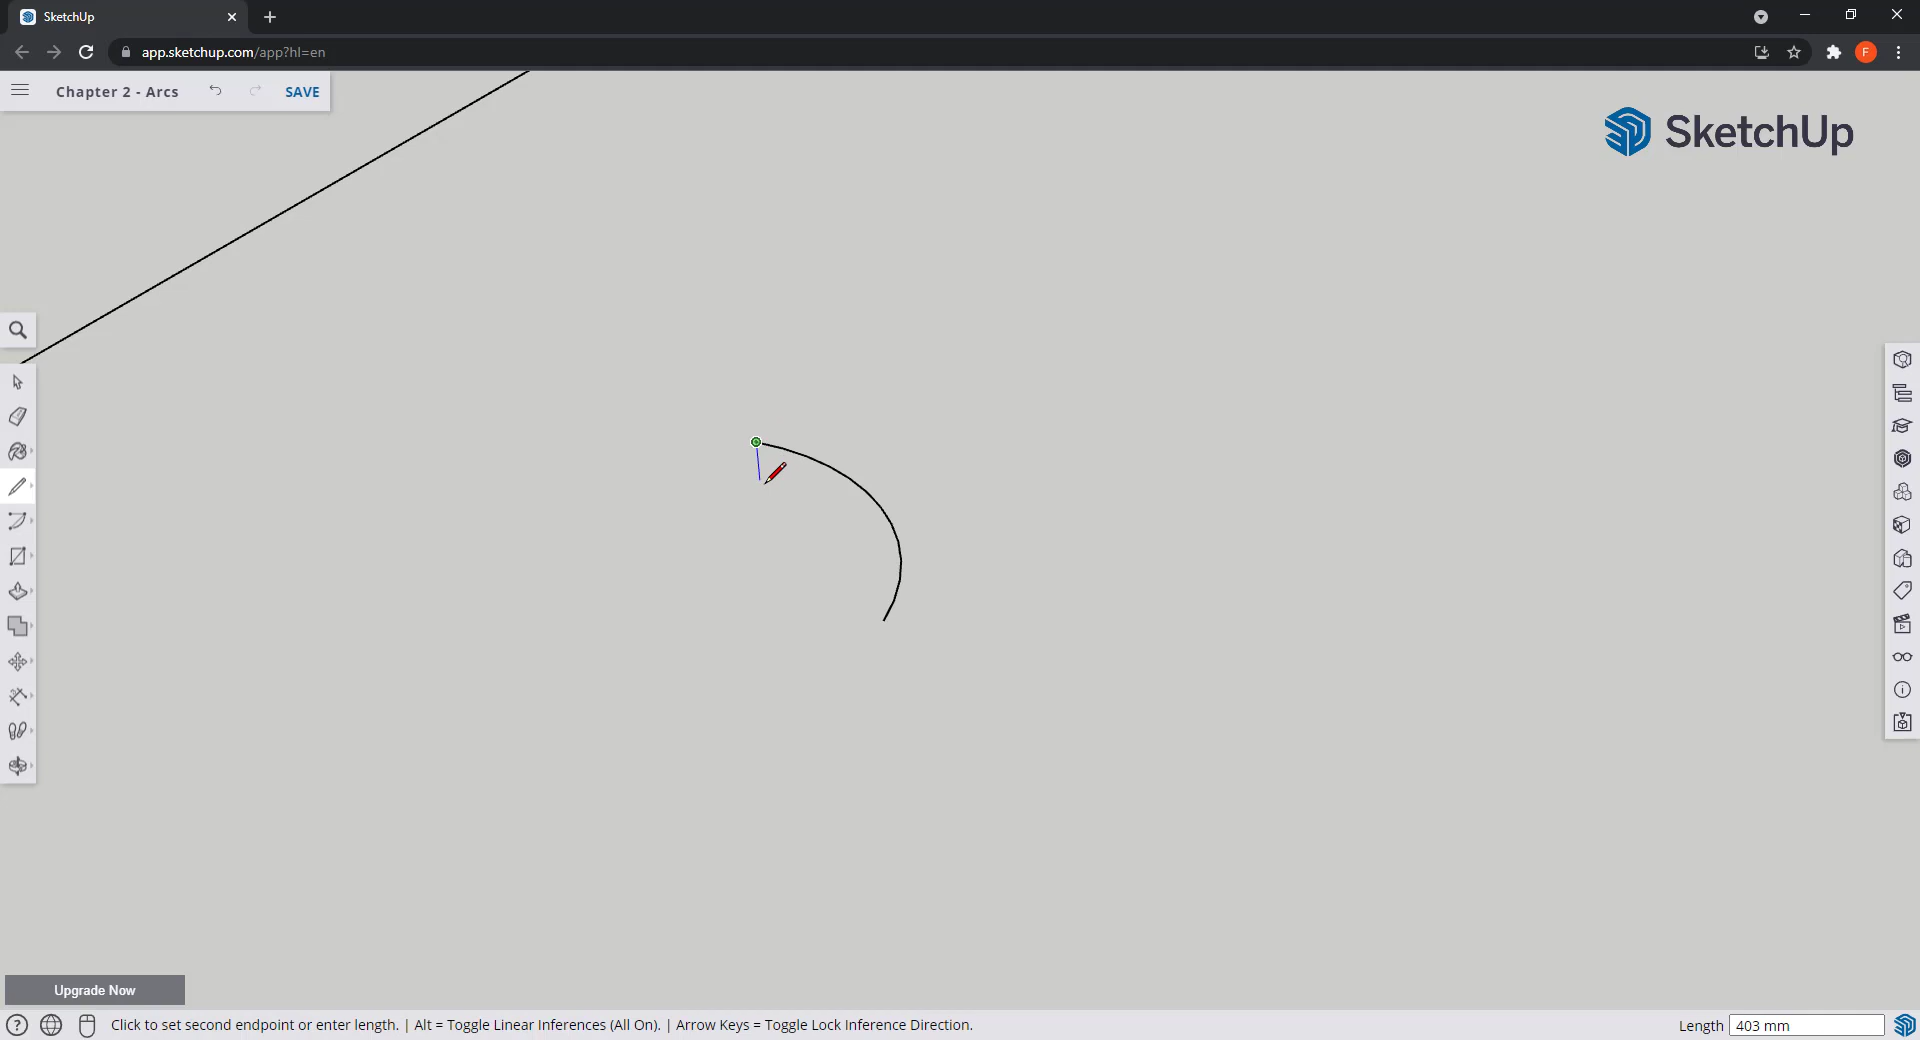 SketchUp
app.sketchup.com/app?hl=en
F
Chapter 2 - Arcs
SAVE
SketchUp
Upgrade Now
Click to set second endpoint or enter length. | Alt = Toggle Linear Inferences (All On). | Arrow Keys = Toggle Lock Inference Direction.
Length 403 mm